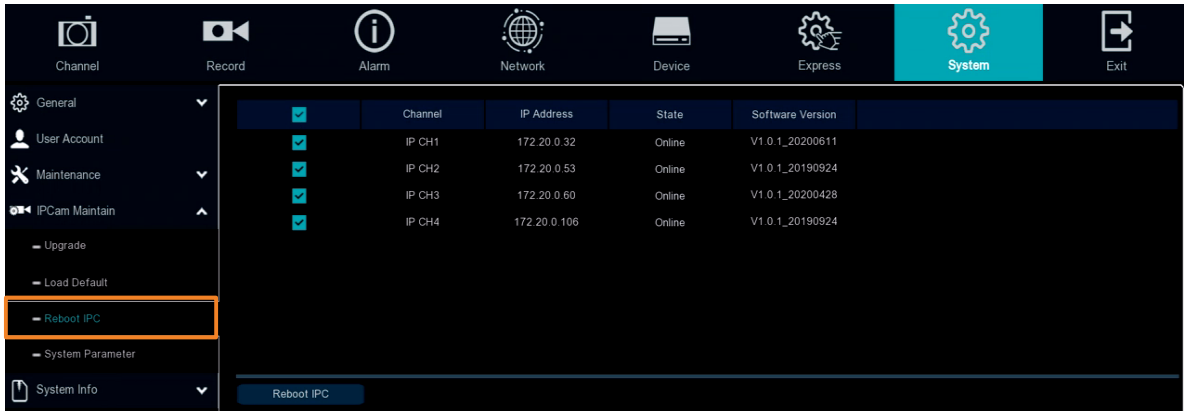 Channel Record Alarm Network Device Express System Exit
General
User Account
Maintenance
IPCam Maintain
Upgrade
Load Default
Reboot IPC
System Parameter
System Info
Channel IP Address State Software Version
IP CH1 172.20.0.32 Online V1.0.1_20200611
IP CH2 172.20.0.53 Online V1.0.1_20190924
IP CH3 172.20.0.60 Online V1.0.1_20200428
IP CH4 172.20.0.106 Online V1.0.1_20190924
Reboot IPC